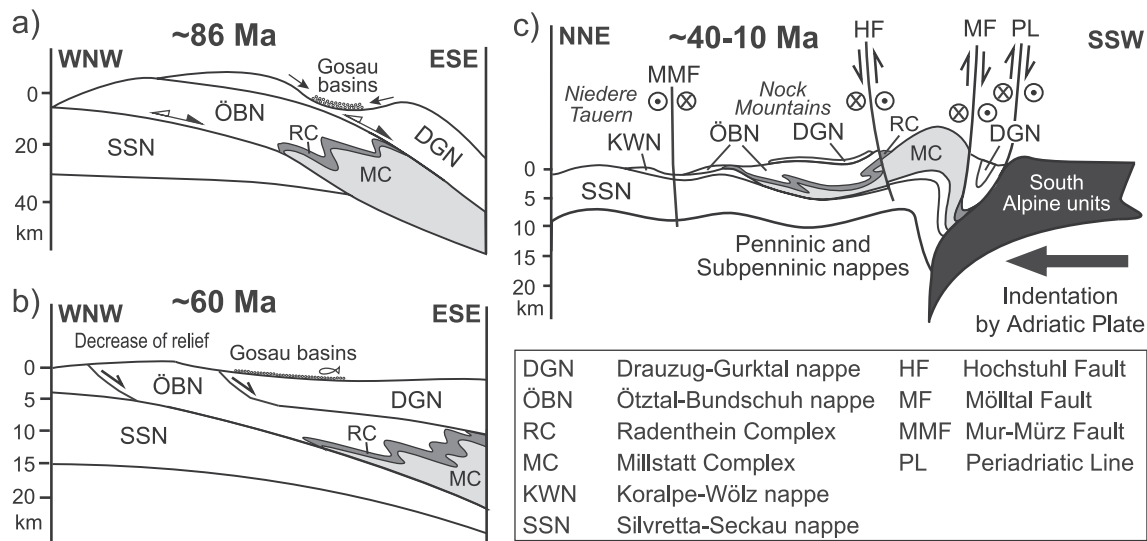 a)
~86 Ma
WNW
ESE
Gosau
basins
0
20
40
km
ÖBN
DGN
RC
SSN
MC
b)
~60 Ma
WNW
ESE
Decrease of relief
Gosau basins
0
5
10
15
20
km
ÖBN
DGN
SSN
RC
MC
c)
NNE
~40-10 Ma
HF
MF
PL
SSW
MMF
Niedere
Tauern
Nock
Mountains
KWN
ÖBN
DGN
RC
MC
DGN
0
5
10
15
20
km
SSN
South
Alpine units
Penninic and
Subpenninic nappes
Indentation
by Adriatic Plate
DGN Drauzug-Gurktal nappe HF Hochstuhl Fault
ÖBN Ötztal-Bundschuh nappe MF Mölltal Fault
RC Radenthein Complex MMF Mur-Mürz Fault
MC Millstatt Complex PL Periadriatic Line
KWN Koralpe-Wölz nappe
SSN Silvretta-Seckau nappe